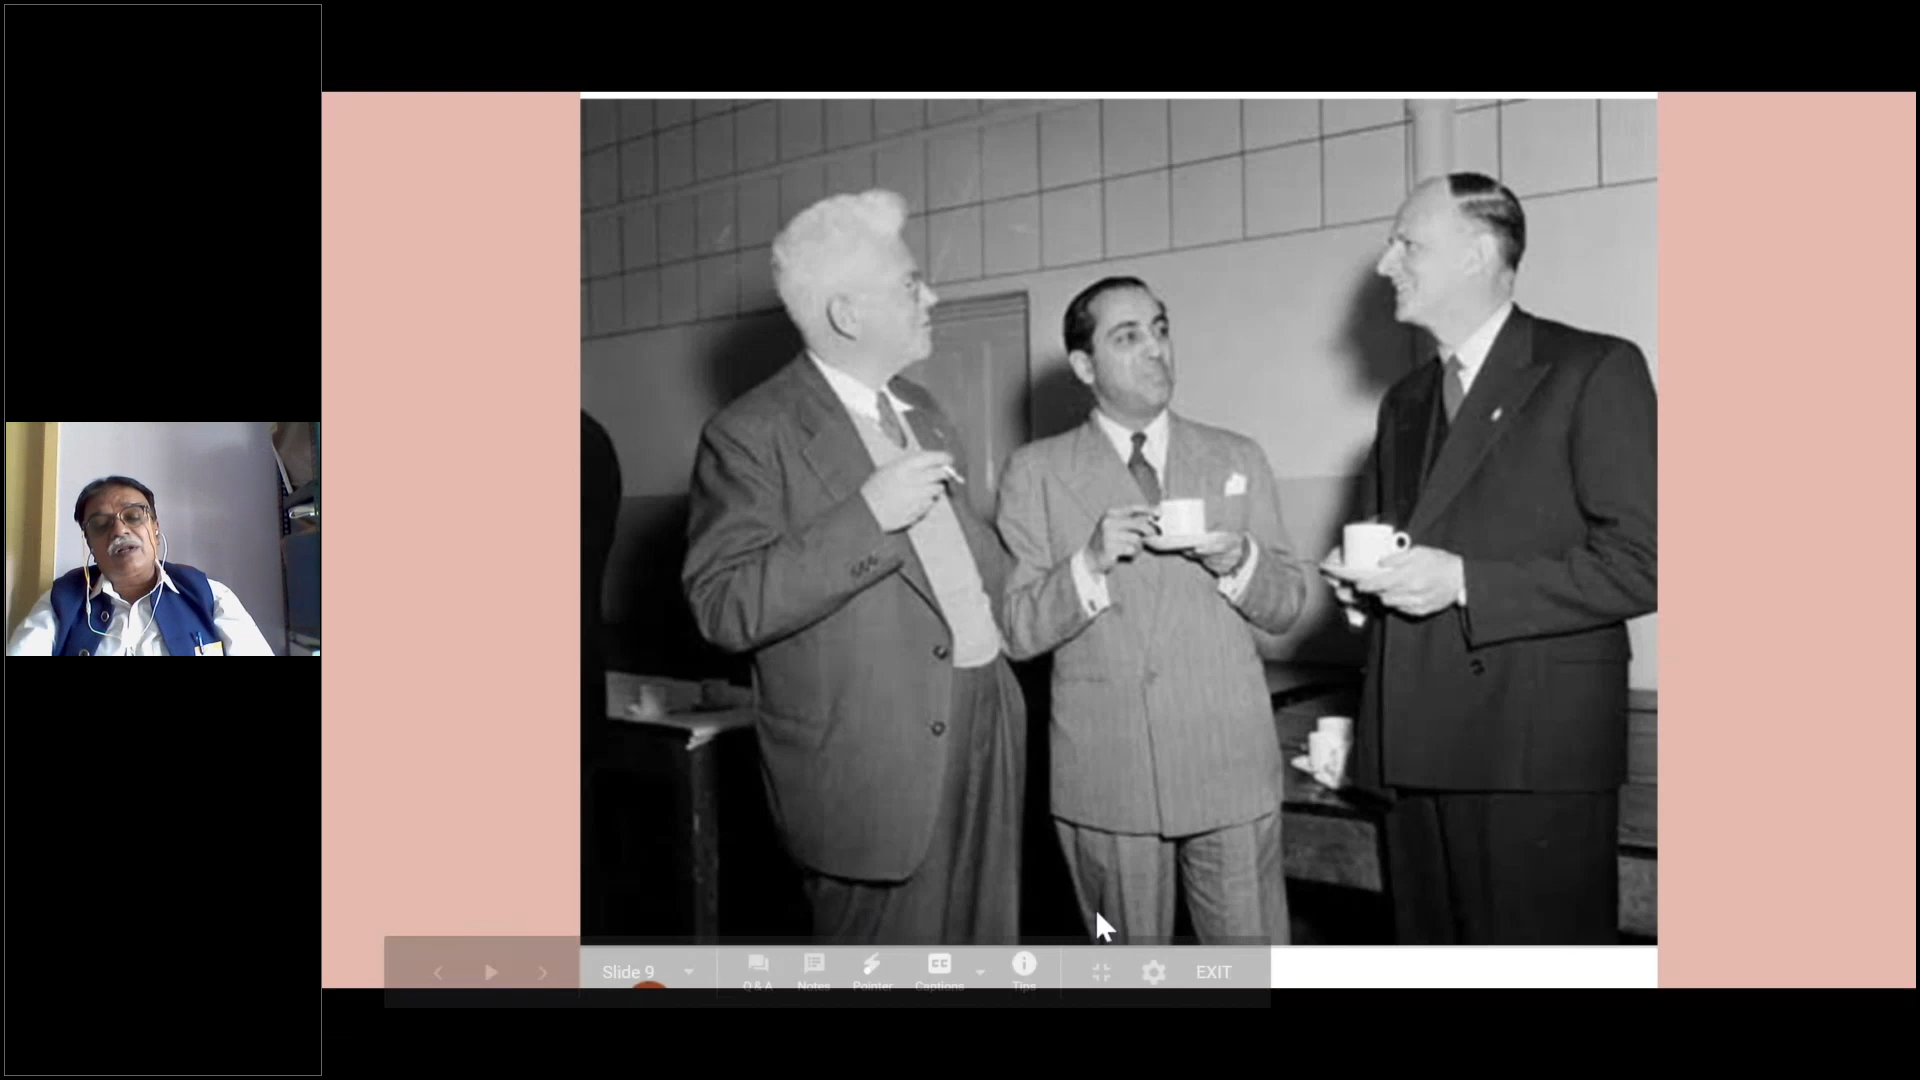 Slide 9
EXIT
Q & A
Notes
Pointer
Captions
Tips